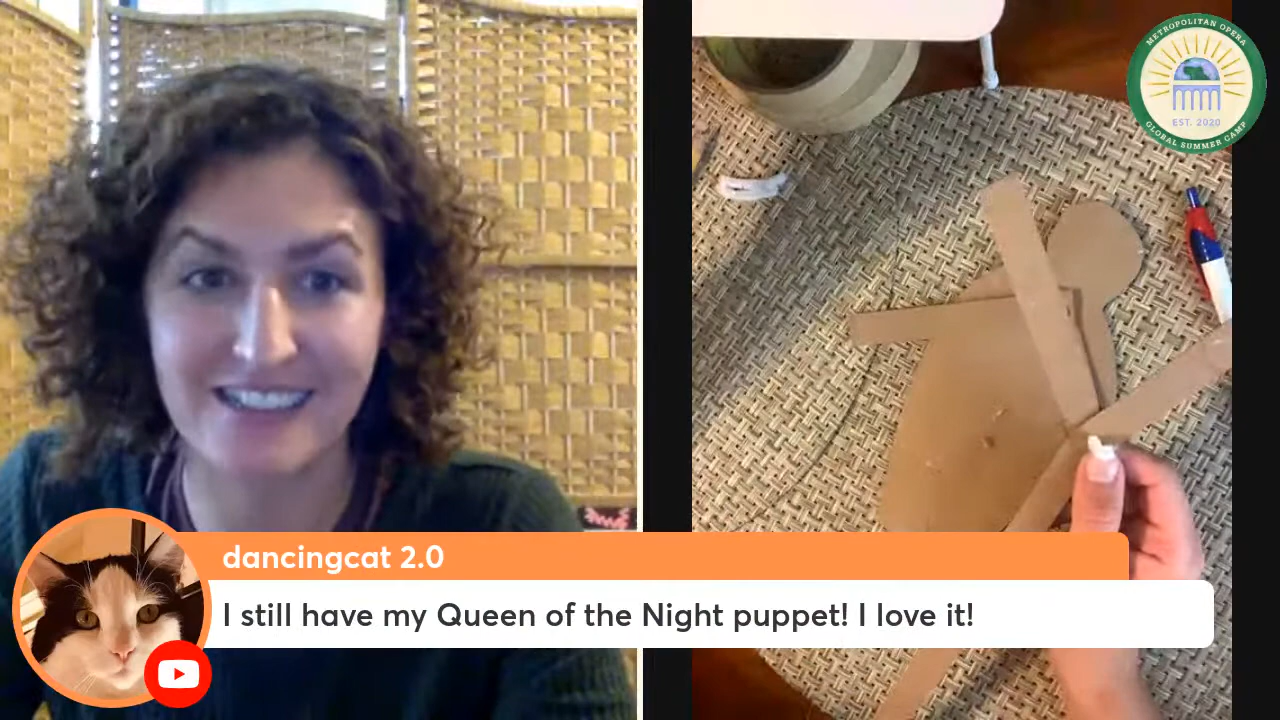 METROPOLITAN OPERA
EST. 2020
GLOBAL SUMMER CAMP
dancingcat 2.0
I still have my Queen of the Night puppet! I love it!